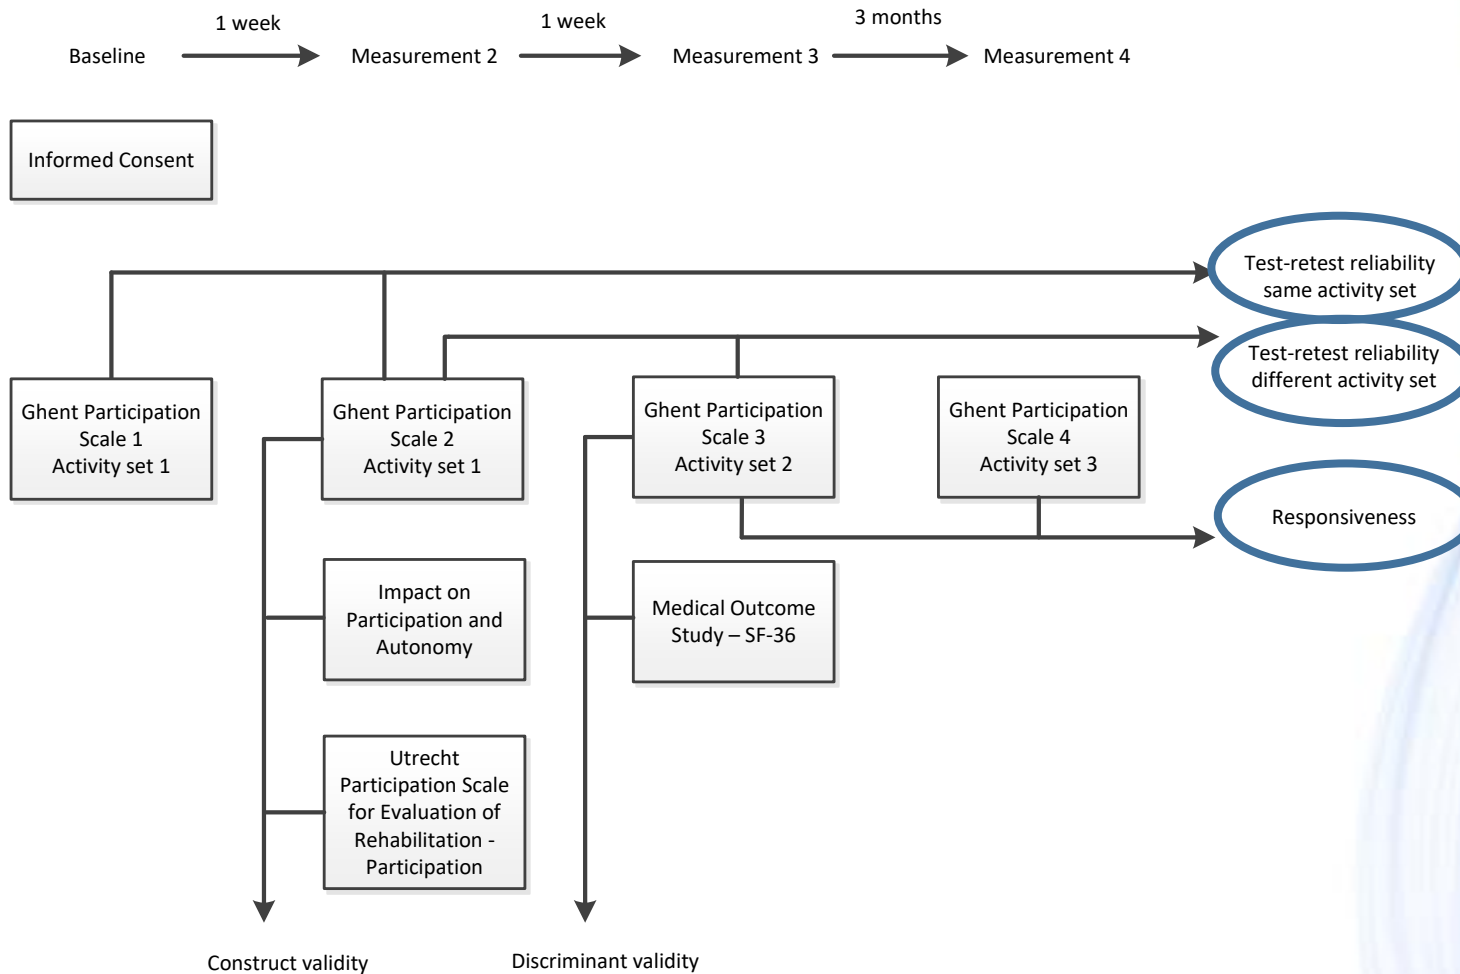 1 week
1 week
3 months
Baseline
Measurement 2
Measurement 3
Measurement 4
Informed Consent
Test-retest reliability
same activity set
Test-retest reliability
different activity set
Ghent Participation
Scale 1
Activity set 1
Ghent Participation
Scale 2
Activity set 1
Ghent Participation
Scale 3
Activity set 2
Ghent Participation
Scale 4
Activity set 3
Responsiveness
Impact on
Participation and
Autonomy
Medical Outcome
Study – SF-36
Utrecht
Participation Scale
for Evaluation of
Rehabilitation -
Participation
Construct validity
Discriminant validity